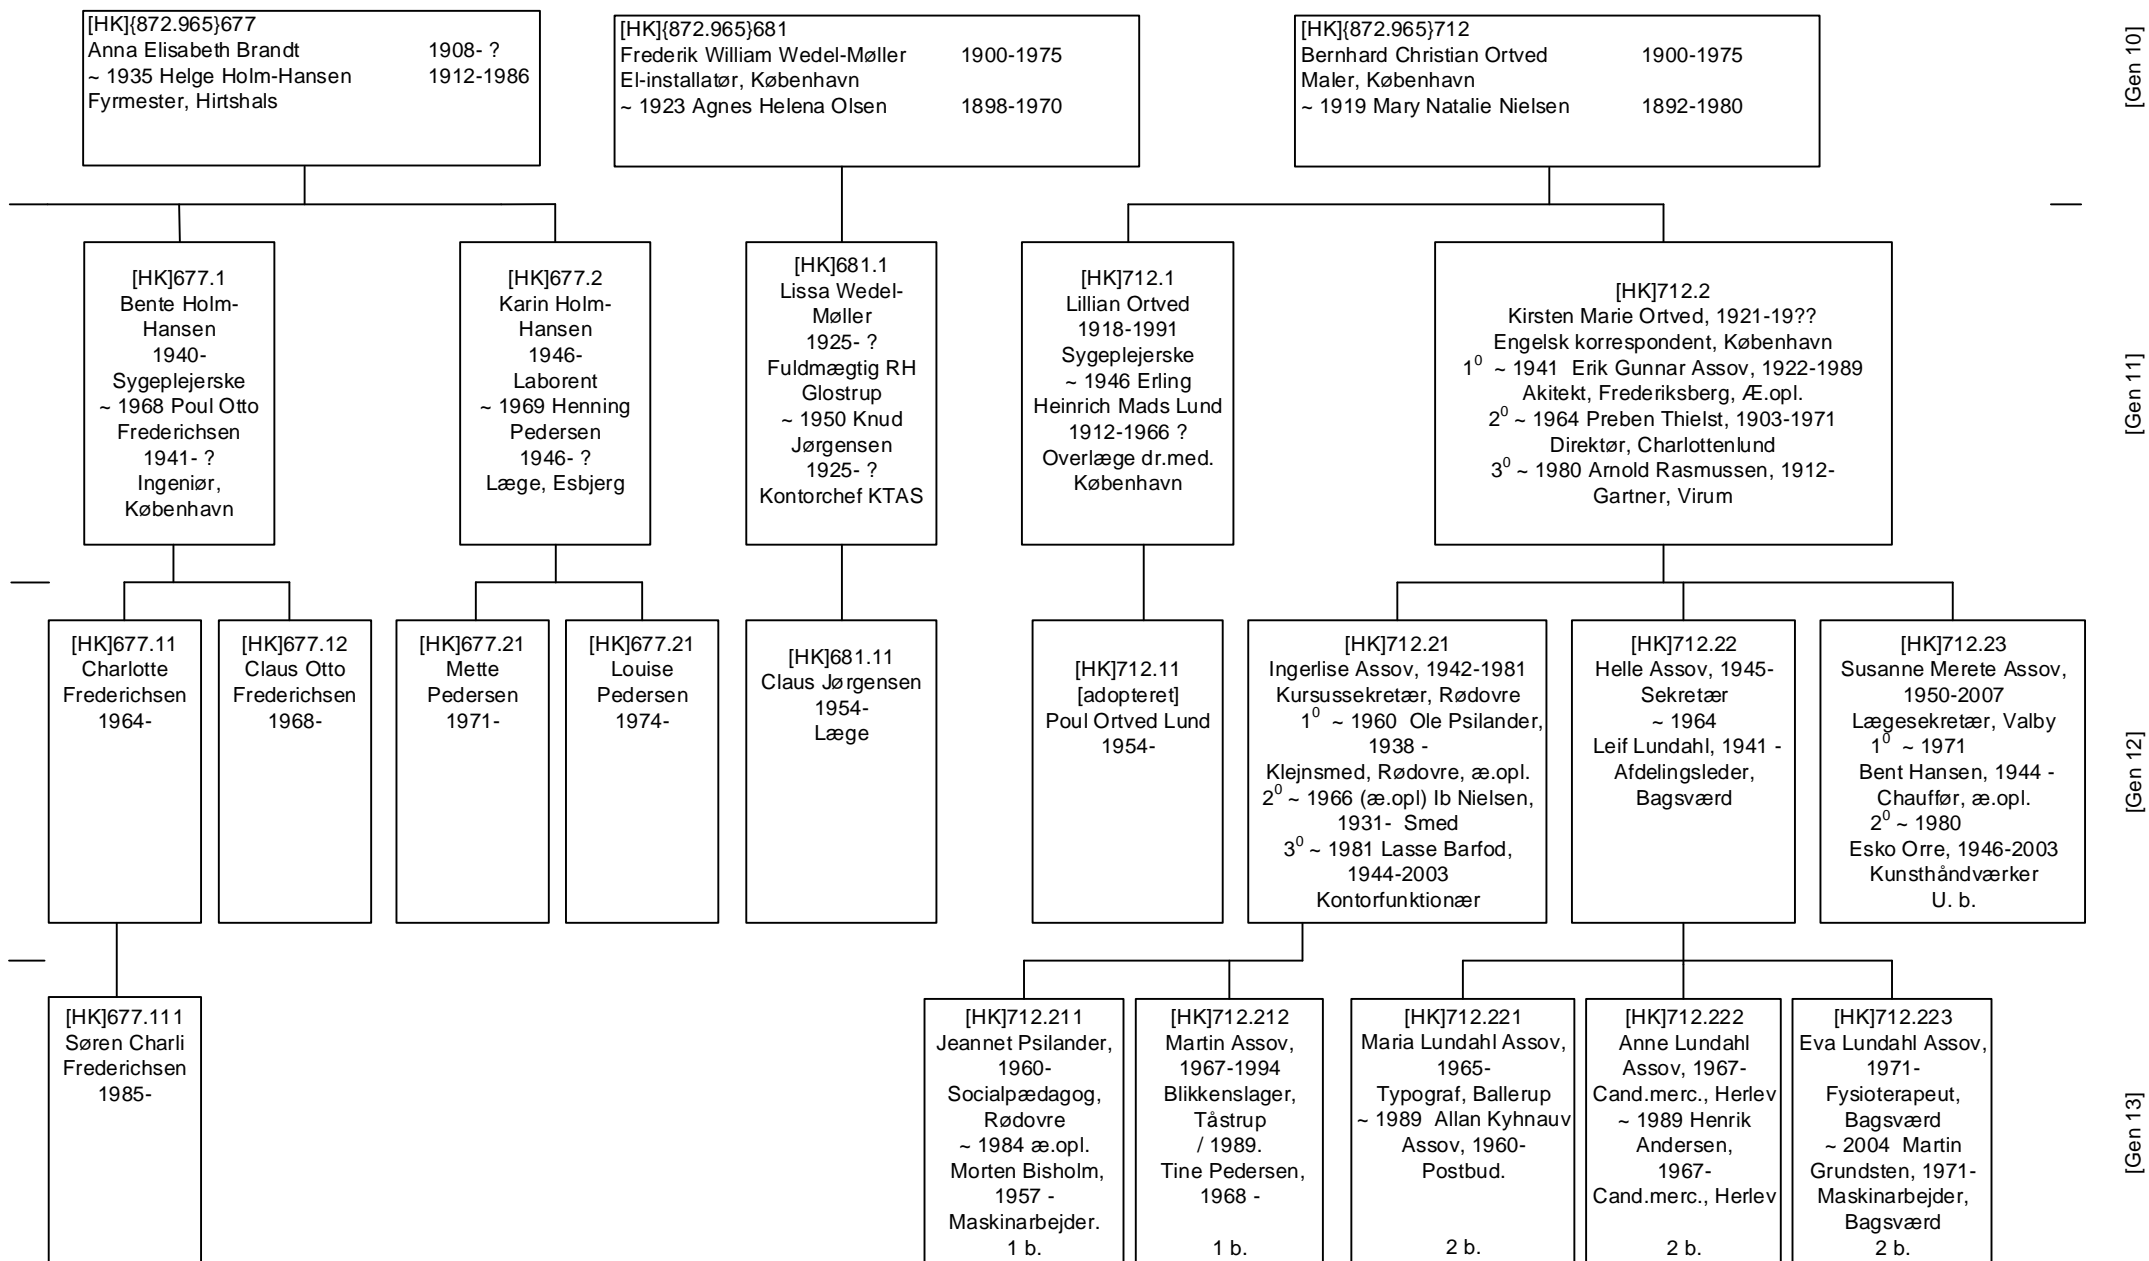 [HK]{872.965}677
Anna Elisabeth Brandt 1908- ?
~ 1935 Helge Holm-Hansen 1912-1986
Fyrmester, Hirtshals
[HK]{872.965}681
Frederik William Wedel-Møller 1900-1975
El-installatør, København
~ 1923 Agnes Helena Olsen 1898-1970
[HK]{872.965}712
Bernhard Christian Ortved 1900-1975
Maler, København
~ 1919 Mary Natalie Nielsen 1892-1980
[Gen 10]
[HK]677.1
Bente Holm-
Hansen
1940-
Sygeplejerske
~ 1968 Poul Otto
Frederichsen
1941- ?
Ingeniør,
København
[HK]677.2
Karin Holm-
Hansen
1946-
Laborent
~ 1969 Henning
Pedersen
1946- ?
Læge, Esbjerg
[HK]681.1
Lissa Wedel-
Møller
1925- ?
Fuldmægtig RH
Glostrup
~ 1950 Knud
Jørgensen
1925- ?
Kontorchef KTAS
[HK]712.1
Lillian Ortved
1918-1991
Sygeplejerske
~ 1946 Erling
Heinrich Mads Lund
1912-1966 ?
Overlæge dr.med.
København
[HK]712.2
Kirsten Marie Ortved, 1921-19??
Engelsk korrespondent, København
1⁰ ~ 1941 Erik Gunnar Assov, 1922-1989
Akitekt, Frederiksberg, Æ.opl.
2⁰ ~ 1964 Preben Thielst, 1903-1971
Direktør, Charlottenlund
3⁰ ~ 1980 Arnold Rasmussen, 1912-
Gartner, Virum
[Gen 11]
[HK]677.11
Charlotte
Frederichsen
1964-
[HK]677.12
Claus Otto
Frederichsen
1968-
[HK]677.21
Mette
Pedersen
1971-
[HK]677.21
Louise
Pedersen
1974-
[HK]681.11
Claus Jørgensen
1954-
Læge
[HK]712.11
[adopteret]
Poul Ortved Lund
1954-
[HK]712.21
Ingerlise Assov, 1942-1981
Kursussekretær, Rødovre
1⁰ ~ 1960 Ole Psilander,
1938 -
Klejnsmed, Rødovre, æ.opl.
2⁰ ~ 1966 (æ.opl) Ib Nielsen,
1931- Smed
3⁰ ~ 1981 Lasse Barfod,
1944-2003
Kontorfunktionær
[HK]712.22
Helle Assov, 1945-
Sekretær
~ 1964
Leif Lundahl, 1941 -
Afdelingsleder,
Bagsværd
[HK]712.23
Susanne Merete Assov,
1950-2007
Lægesekretær, Valby
1⁰ ~ 1971
Bent Hansen, 1944 -
Chauffør, æ.opl.
2⁰ ~ 1980
Esko Orre, 1946-2003
Kunsthåndværker
U. b.
[Gen 12]
[HK]677.111
Søren Charli
Frederichsen
1985-
[HK]712.211
Jeannet Psilander,
1960-
Socialpædagog,
Rødovre
~ 1984 æ.opl.
Morten Bisholm,
1957 -
Maskinarbejder.
1 b.
[HK]712.212
Martin Assov,
1967-1994
Blikkenslager,
Tåstrup
/ 1989.
Tine Pedersen,
1968 -
1 b.
[HK]712.221
Maria Lundahl Assov,
1965-
Typograf, Ballerup
~ 1989 Allan Kyhnauv
Assov, 1960-
Postbud.
2 b.
[HK]712.222
Anne Lundahl
Assov, 1967-
Cand.merc., Herlev
~ 1989 Henrik
Andersen,
1967-
Cand.merc., Herlev
2 b.
[HK]712.223
Eva Lundahl Assov,
1971-
Fysioterapeut,
Bagsværd
~ 2004 Martin
Grundsten, 1971-
Maskinarbejder,
Bagsværd
2 b.
[Gen 13]